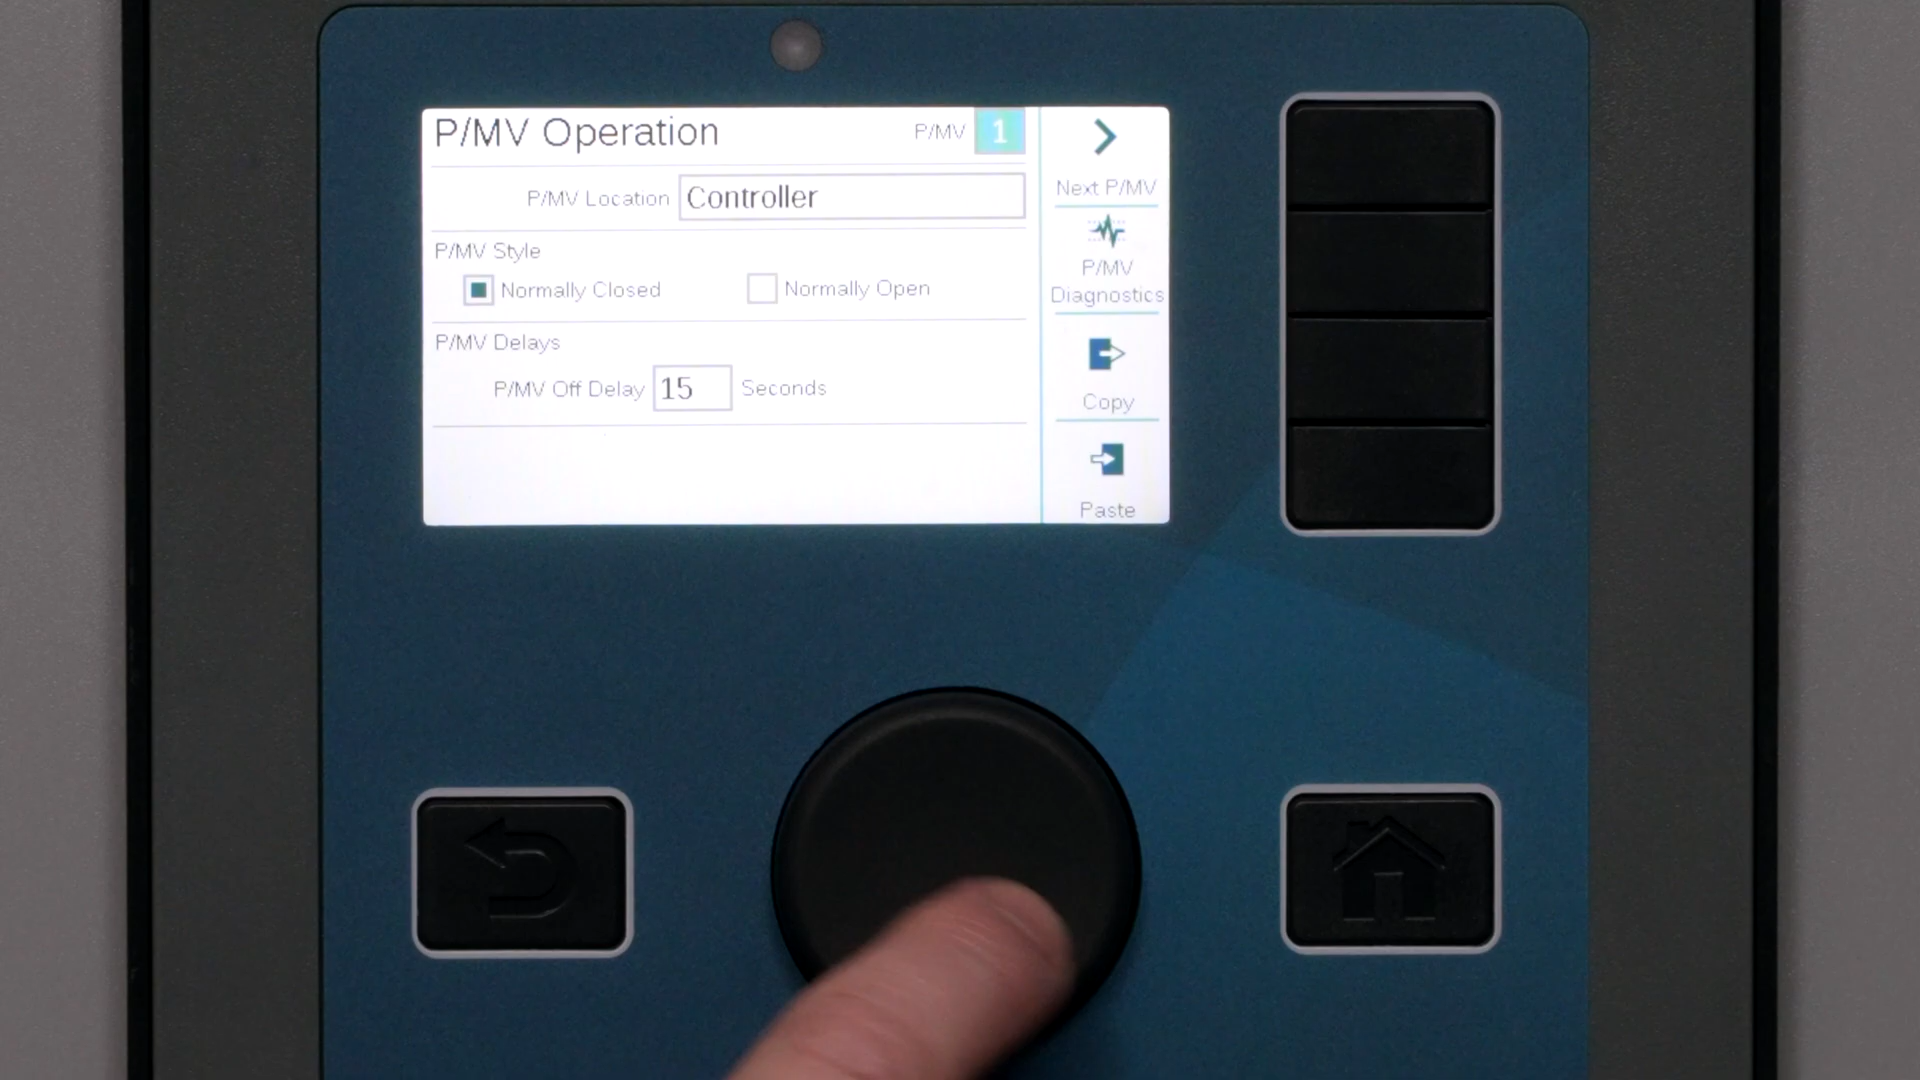 P/MV Operation P/MV 1
P/MV Location Controller
P/MV Style
Normally Closed Normally Open
P/MV Delays
P/MV Off Delay 15 Seconds
Next P/MV
P/MV
Diagnostics
Copy
Paste